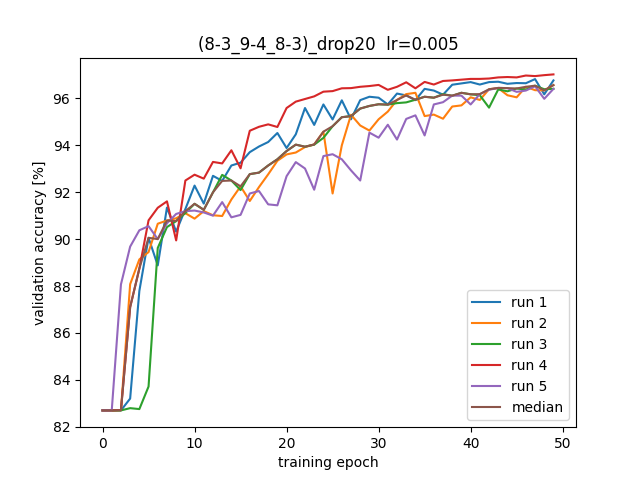 (8-3_9-4_8-3)_drop20  lr=0.005
validation accuracy [%]
96
94
92
90
88
86
84
82
0
10
20
30
40
50
training epoch
run 1
run 2
run 3
run 4
run 5
median